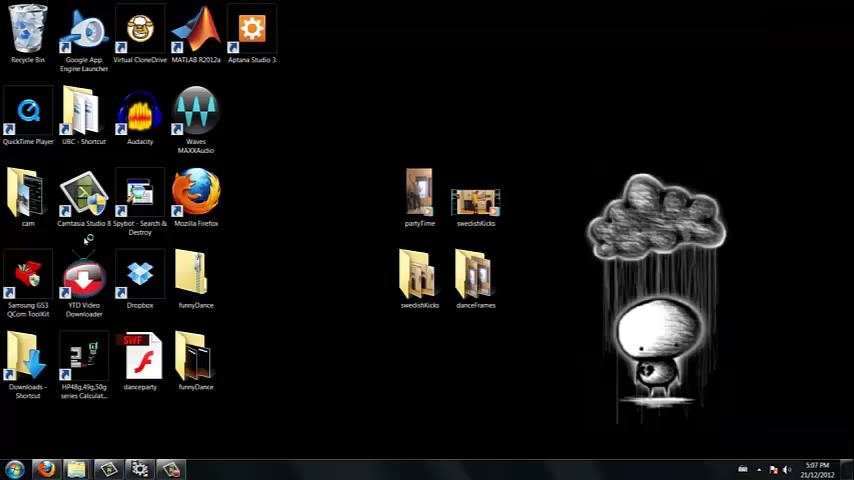 Recycle Bin
Google App
Engine Launcher
Virtual CloneDrive
MATLAB R2012a
Aptana Studio 3
QuickTime Player
UBC - Shortcut
Audacity
Waves
MAXXAudio
cam
Camtasia Studio 8
Spybot - Search &
Destroy
Mozilla Firefox
partyTime
swedishKicks
Samsung GS3
QCom ToolKit
YTD Video
Downloader
Dropbox
funnyDance
swedishKicks
danceFrames
Downloads -
Shortcut
HP48g,49g,50g
series Calculat...
SWF
danceparty
funnyDance
5:07 PM
21/12/2012